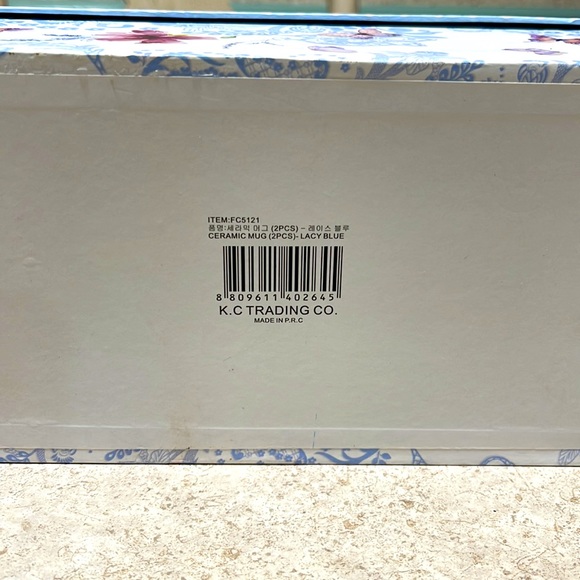 ITEM:FC5121
품명:세라믹 머그 (2PCS) - 레이스 블루
CERAMIC MUG (2PCS)- LACY BLUE
8 809611 402645
K.C TRADING CO.
MADE IN P.R.C